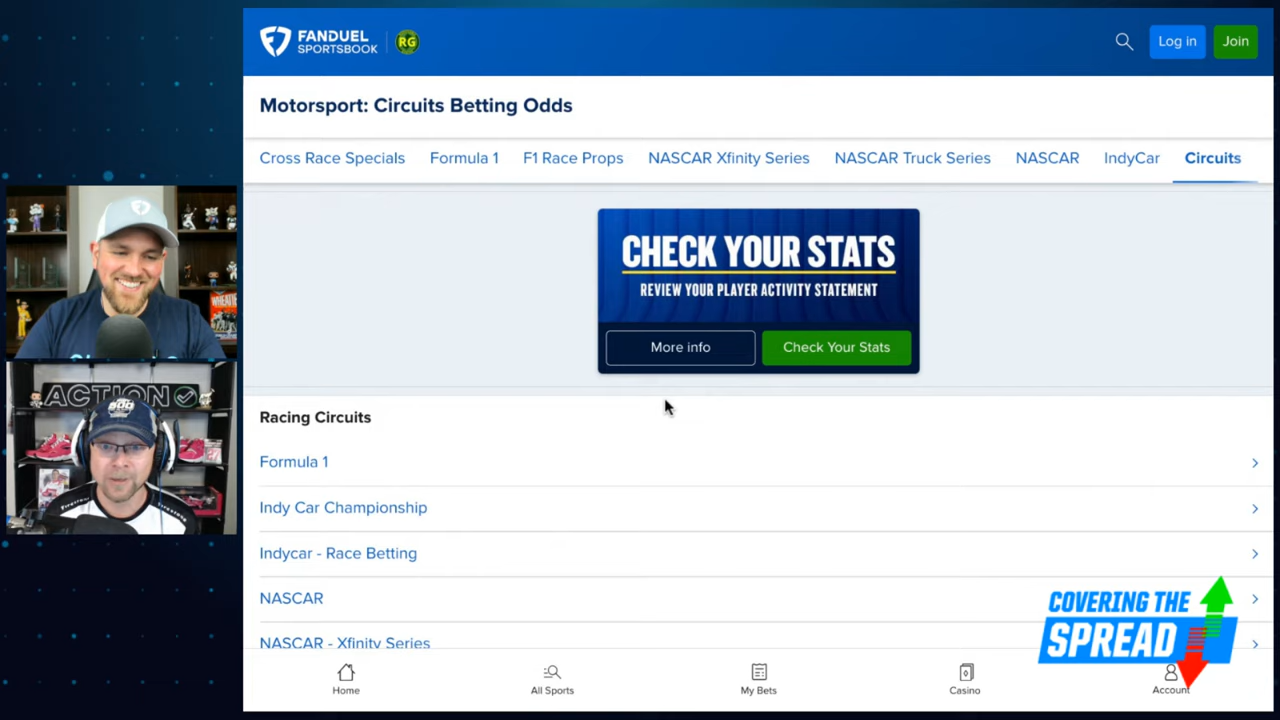 FANDUEL
SPORTSBOOK
RG
Log in
Join
Motorsport: Circuits Betting Odds
Cross Race Specials
Formula 1
F1 Race Props
NASCAR Xfinity Series
NASCAR Truck Series
NASCAR
IndyCar
Circuits
CHECK YOUR STATS
REVIEW YOUR PLAYER ACTIVITY STATEMENT
More info
Check Your Stats
WHEATIES
ACTION
500
Firestone
Racing Circuits
Formula 1
Indy Car Championship
Indycar - Race Betting
NASCAR
NASCAR - Xfinity Series
COVERING THE
SPREAD
Home
All Sports
My Bets
Casino
Account